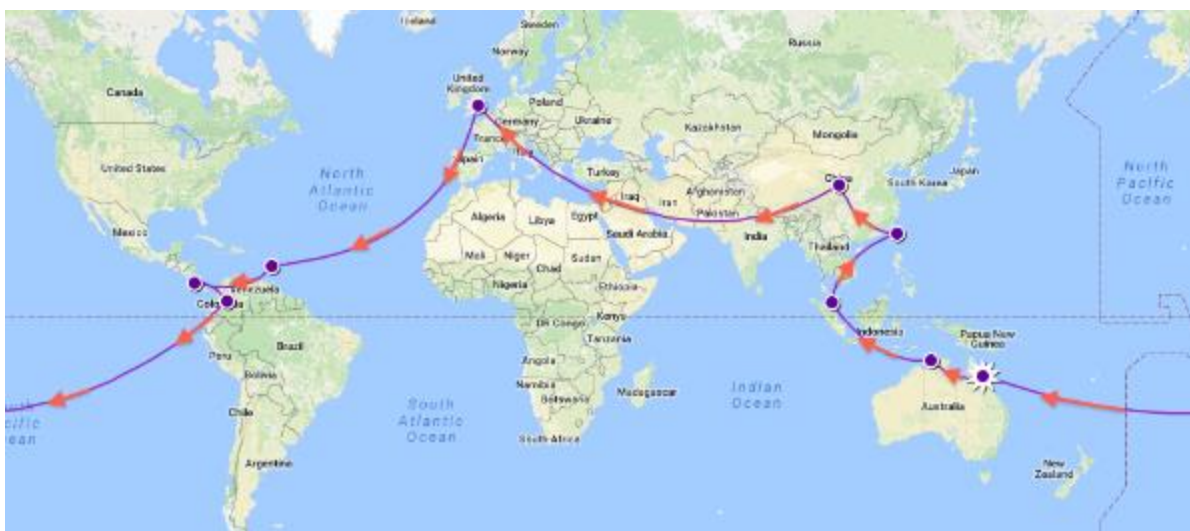 Iceland
Sweden
Norway
Russia
Canada
United
Kingdom
Poland
Germany
Ukraine
France
Kazakhstan
Mongolia
Italy
Spain
United States
North
Atlantic
Ocean
Turkey
China
South Korea
Japan
North
Pacific
Ocean
Afghanistan
Iraq
Iran
Pakistan
Algeria
Libya
Egypt
Saudi Arabia
India
Thailand
Mexico
Mali
Niger
Sudan
Chad
Nigeria
Ethiopia
Venezuela
Colombia
Kenya
DR Congo
Indonesia
Papua New
Guinea
Tanzania
Peru
Brazil
Angola
Bolivia
Namibia
Botswana
Madagascar
Indian
Ocean
Australia
Chile
South
Atlantic
Ocean
South Africa
Argentina
New
Zealand